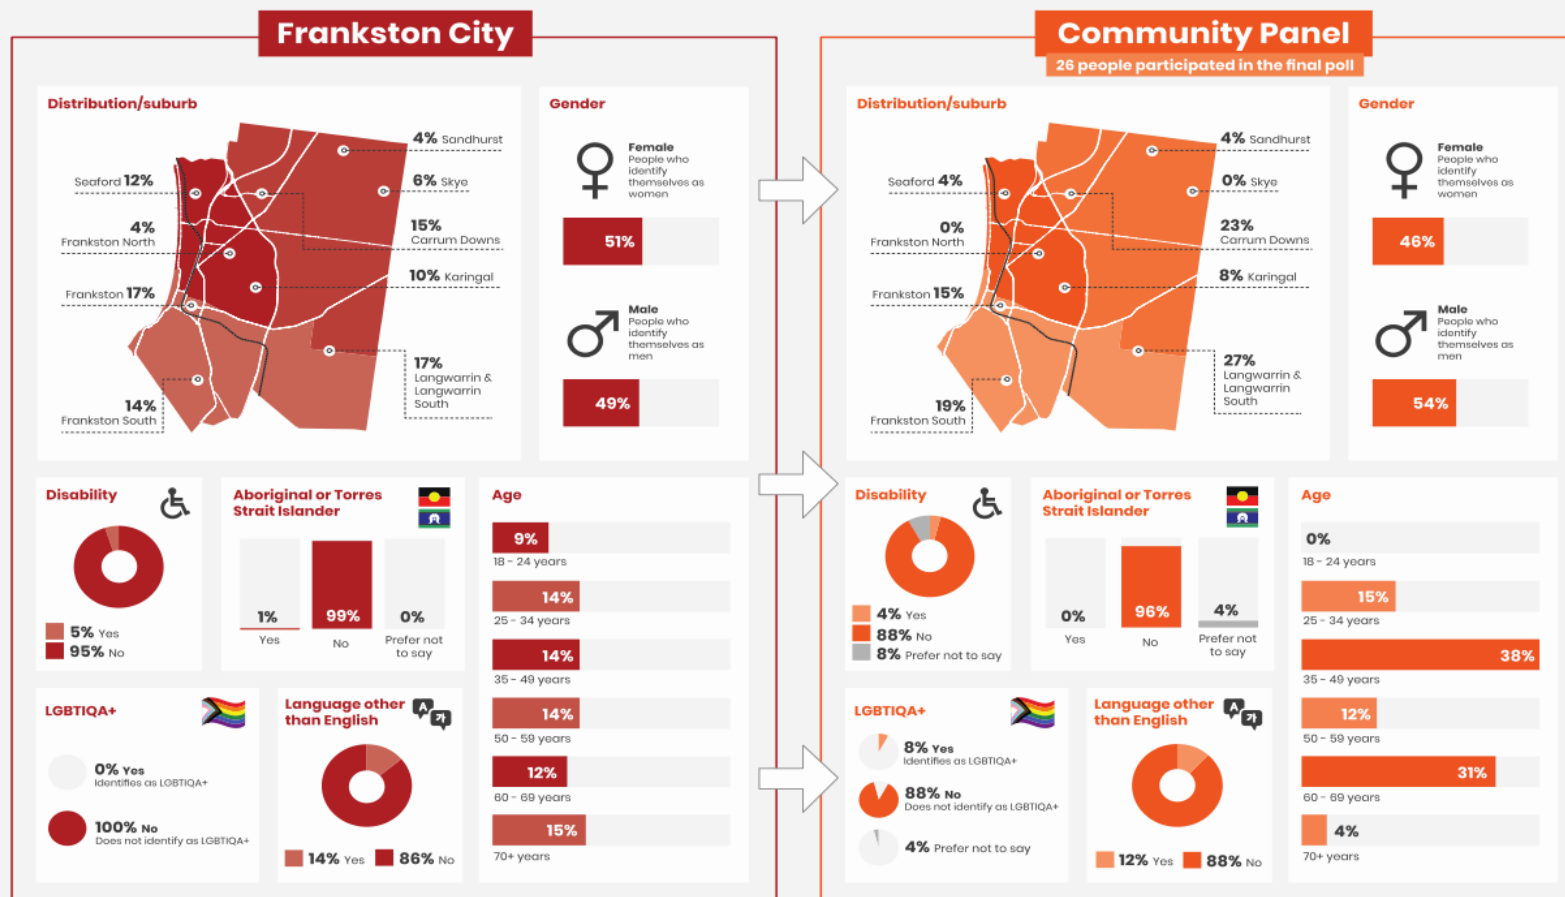 Frankston City
Distribution/suburb
4% Sandhurst
Seaford 12%
6% Skye
4%
Frankston North
15%
Carrum Downs
10% Karingal
Frankston 17%
17%
Langwarrin &
Langwarrin
South
14%
Frankston South
Gender
Female
People who
identify
themselves as
women
51%
Male
People who
identify
themselves as
men
49%
Disability
5% Yes
95% No
Aboriginal or Torres
Strait Islander
1%
Yes
99%
No
0%
Prefer not
to say
Age
9%
18 - 24 years
14%
25 - 34 years
14%
35 - 49 years
14%
50 - 59 years
12%
60 - 69 years
15%
70+ years
LGBTIQA+
0% Yes
Identifies as LGBTIQA+
100% No
Does not identify as LGBTIQA+
Language other
than English
A
가
14% Yes
86% No
Community Panel
26 people participated in the final poll
Distribution/suburb
4% Sandhurst
Seaford 4%
0% Skye
0%
Frankston North
23%
Carrum Downs
8% Karingal
Frankston 15%
27%
Langwarrin &
Langwarrin
South
19%
Frankston South
Gender
Female
People who
identify
themselves as
women
46%
Male
People who
identify
themselves as
men
54%
Disability
4% Yes
88% No
8% Prefer not to say
Aboriginal or Torres
Strait Islander
0%
Yes
96%
No
4%
Prefer not
to say
Age
0%
18 - 24 years
15%
25 - 34 years
38%
35 - 49 years
12%
50 - 59 years
31%
60 - 69 years
4%
70+ years
LGBTIQA+
8% Yes
Identifies as LGBTIQA+
88% No
Does not identify as LGBTIQA+
4% Prefer not to say
Language other
than English
A
가
12% Yes
88% No